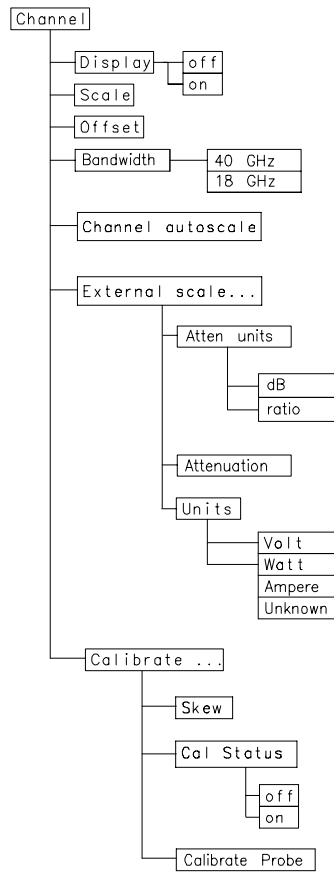 Channel
Display
off
on
Scale
Offset
Bandwidth
40 GHz
18 GHz
Channel autoscale
External scale...
Atten units
dB
ratio
Attenuation
Units
Volt
Watt
Ampere
Unknown
Calibrate ...
Skew
Cal Status
off
on
Calibrate Probe